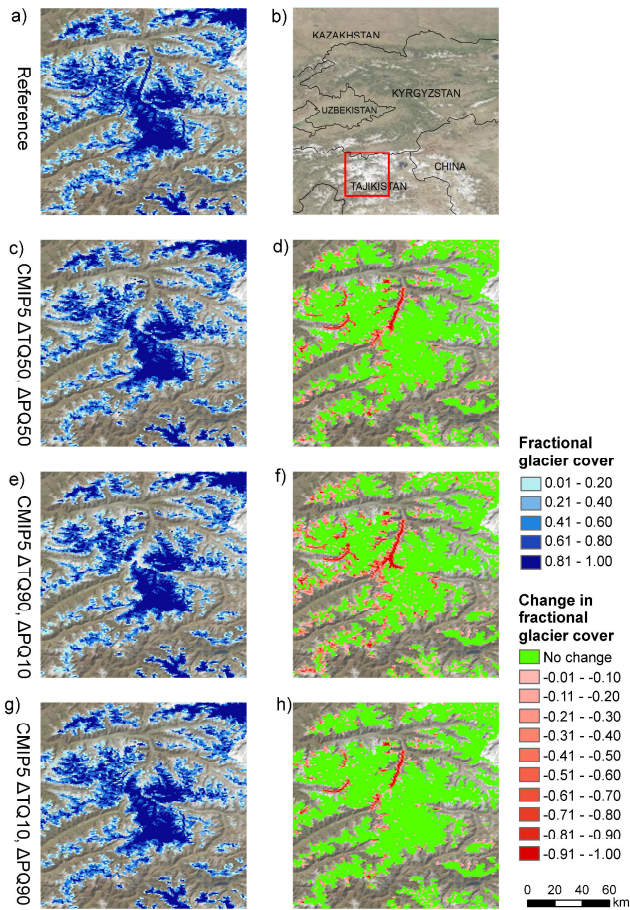 a)
Reference
b)
KAZAKHSTAN
KYRGYZSTAN
UZBEKISTAN
CHINA
TAJIKISTAN
c)
CMIP5 ΔTQ50, ΔPQ50
d)
e)
CMIP5 ΔTQ90, ΔPQ10
f)
g)
CMIP5 ΔTQ10, ΔPQ90
h)
Fractional
glacier cover
0.01 - 0.20
0.21 - 0.40
0.41 - 0.60
0.61 - 0.80
0.81 - 1.00
Change in
fractional
glacier cover
No change
-0.01 - -0.10
-0.11 - -0.20
-0.21 - -0.30
-0.31 - -0.40
-0.41 - -0.50
-0.51 - -0.60
-0.61 - -0.70
-0.71 - -0.80
-0.81 - -0.90
-0.91 - -1.00
0 20 40 60
km